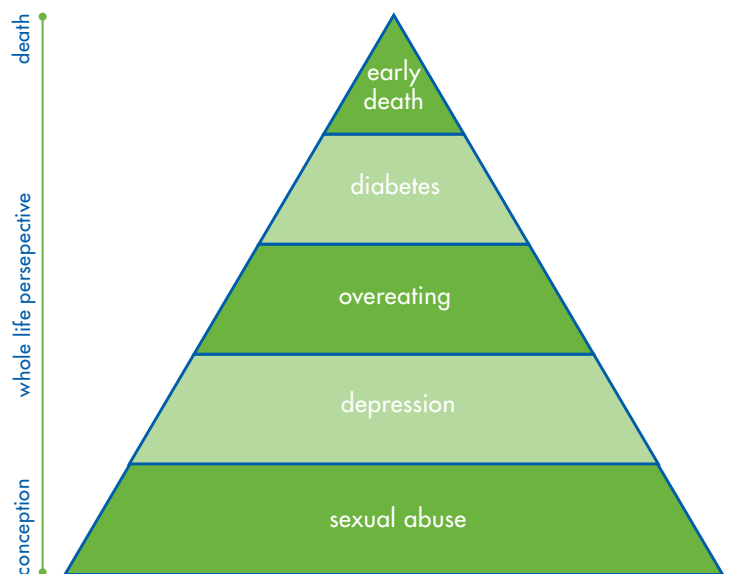 death
whole life persepective
conception
early
death
diabetes
overeating
depression
sexual abuse